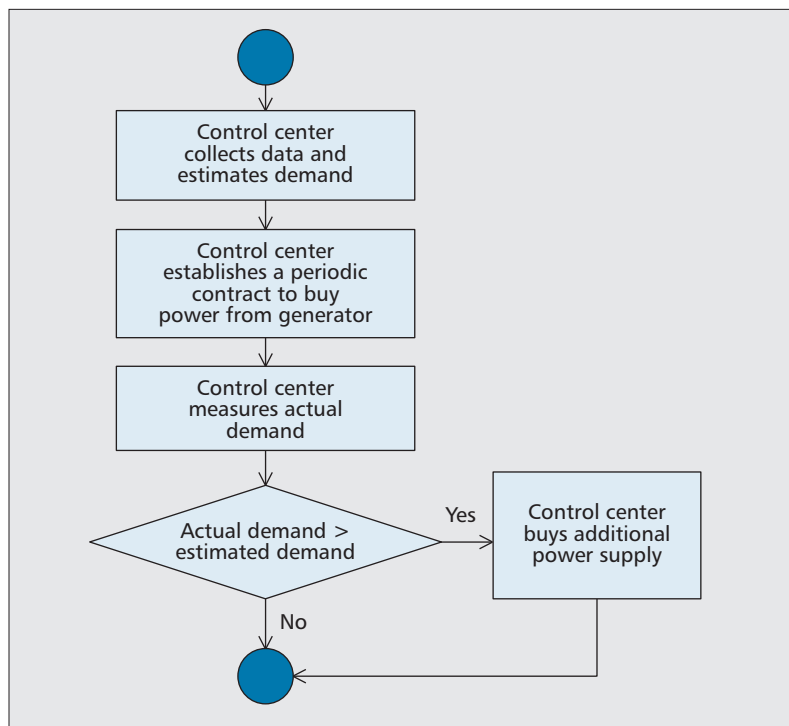 Control center
collects data and
estimates demand
Control center
establishes a periodic
contract to buy
power from generator
Control center
measures actual
demand
Actual demand >
estimated demand
Yes
Control center
buys additional
power supply
No